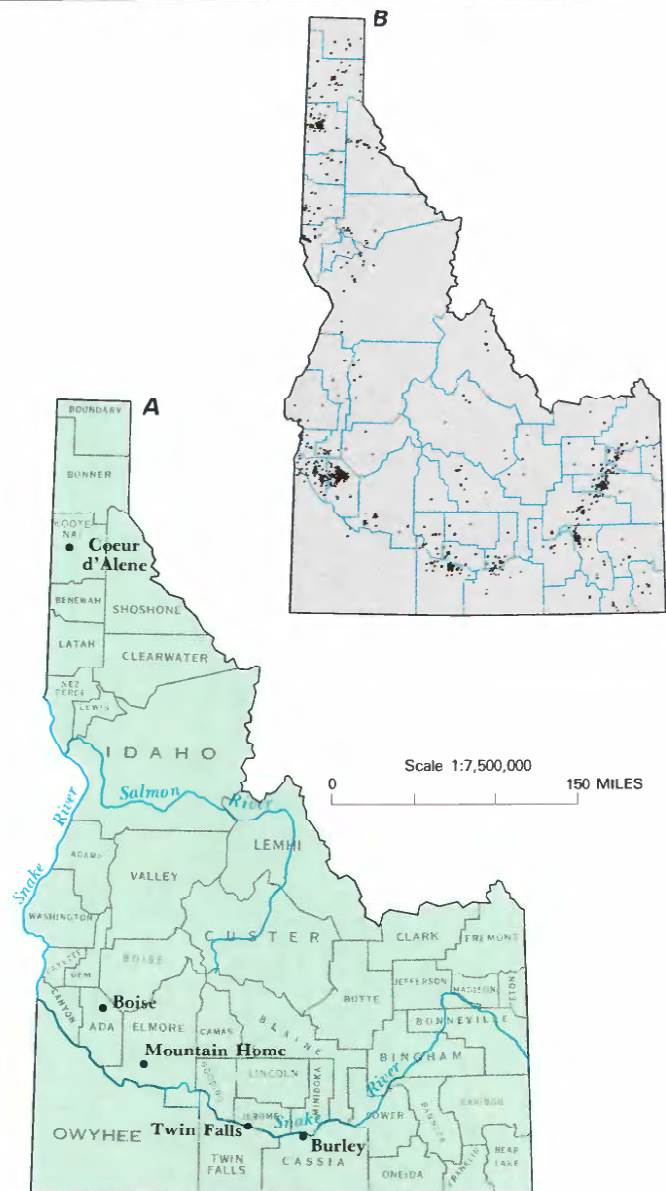 B
A
BOUNDARY
BONNER
KOOTE
NAI
Coeur
d'Alene
BENEWAH
SHOSHONE
LATAH
CLEARWATER
NEZ
PERCE
LEWIS
IDAHO
Scale 1:7,500,000
0 150 MILES
Salmon River
Snake River
LEMHI
ADAMS
VALLEY
WASHINGTON
CUSTER
CLARK
FREMONT
PAYETTE
GEM
BOISE
JEFFERSON
MADISON
TETON
BUTTE
CANYON
Boise
ADA
ELMORE
CAMAS
BLAINE
BONNEVILLE
Mountain Home
BINGHAM
GOODING
LINCOLN
MINIDOKA
River
JEROME
Snake
POWER
BANNOCK
CARIBOU
Twin Falls
Burley
OWYHEE
TWIN
FALLS
CASSIA
ONEIDA
FRANKLIN
BEAR
LAKE